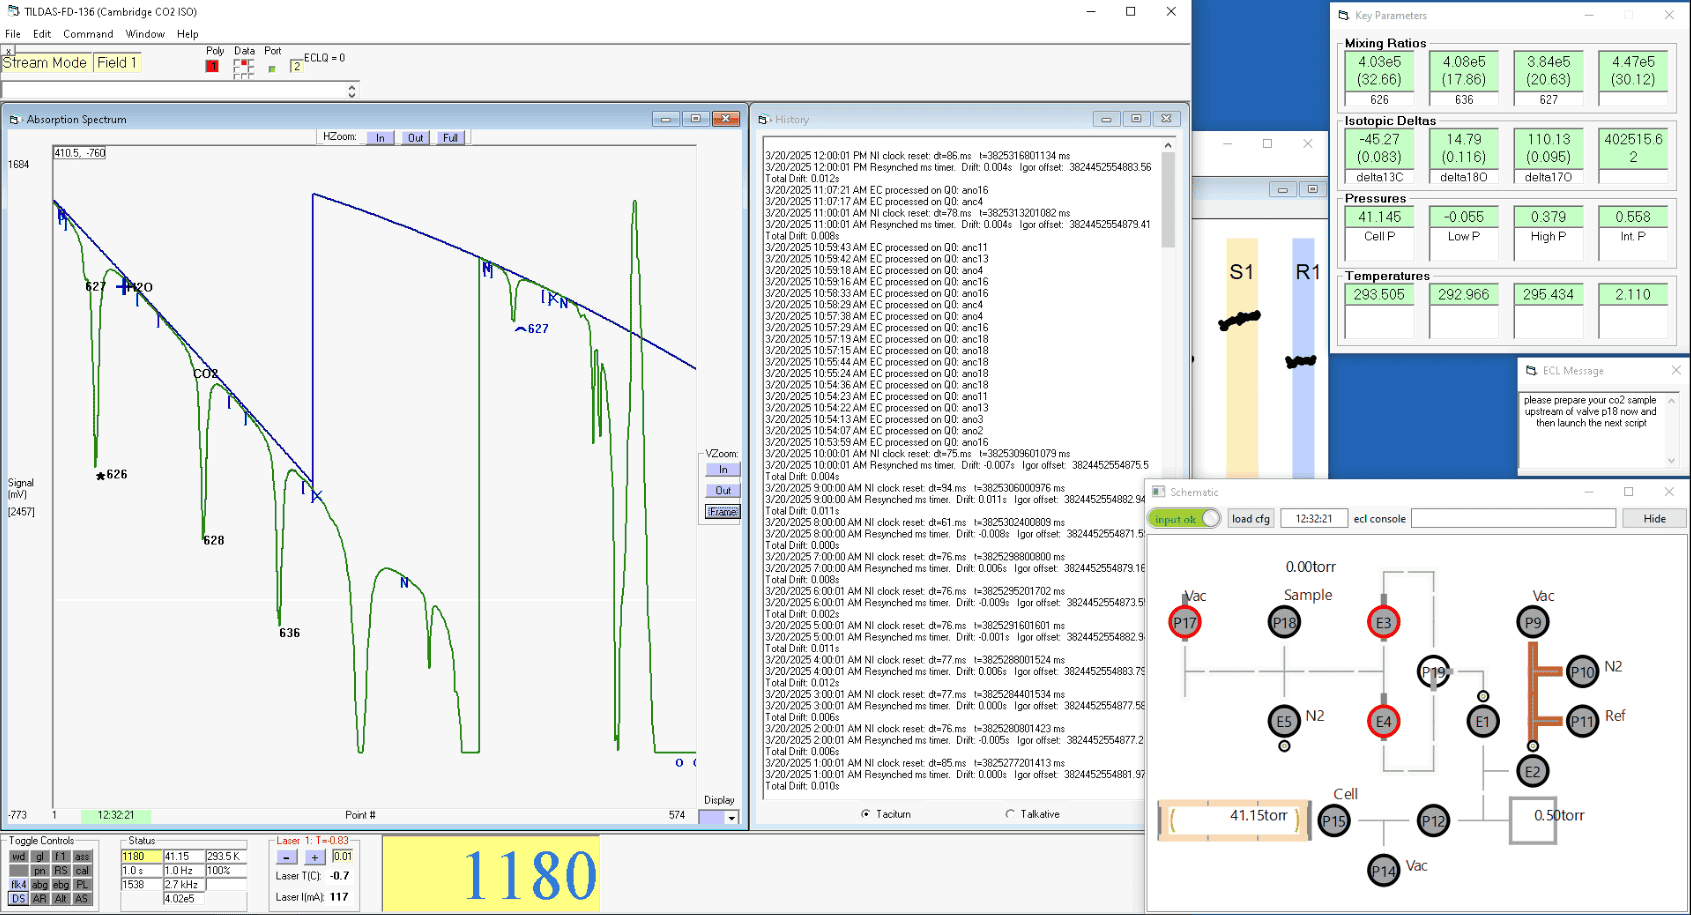 TILDAS-FD-136 (Cambridge CO2 ISO)
File Edit Command Window Help
x
Stream Mode Field 1
Poly Data Port
1
2 ECLQ = 0
Absorption Spectrum
HZoom: In Out Full
410.5, -760
1684
627 H2O
CO2
*626
628
636
N
N
627
N
Signal
(mV)
[2457]
-773 1 12:32:21 Point # 574
VZoom:
In
Out
Frame
Display
History
3/20/2025 12:00:01 PM NI clock reset: dt=86.ms t=3825316801134 ms
3/20/2025 12:00:01 PM Resynched ms timer. Drift: 0.004s Igor offset: 3824452554883.56
Total Drift: 0.012s
3/20/2025 11:07:21 AM EC processed on Q0: ano16
3/20/2025 11:07:17 AM EC processed on Q0: anc4
3/20/2025 11:00:01 AM NI clock reset: dt=78.ms t=3825313201082 ms
3/20/2025 11:00:01 AM Resynched ms timer. Drift: 0.004s Igor offset: 3824452554879.41
Total Drift: 0.008s
3/20/2025 10:59:43 AM EC processed on Q0: anc11
3/20/2025 10:59:42 AM EC processed on Q0: anc13
3/20/2025 10:59:18 AM EC processed on Q0: ano4
3/20/2025 10:59:16 AM EC processed on Q0: anc16
3/20/2025 10:58:33 AM EC processed on Q0: ano16
3/20/2025 10:58:29 AM EC processed on Q0: anc4
3/20/2025 10:57:38 AM EC processed on Q0: ano4
3/20/2025 10:57:29 AM EC processed on Q0: anc16
3/20/2025 10:57:19 AM EC processed on Q0: anc18
3/20/2025 10:57:15 AM EC processed on Q0: ano18
3/20/2025 10:55:44 AM EC processed on Q0: anc18
3/20/2025 10:55:24 AM EC processed on Q0: ano18
3/20/2025 10:54:36 AM EC processed on Q0: anc18
3/20/2025 10:54:23 AM EC processed on Q0: ano11
3/20/2025 10:54:22 AM EC processed on Q0: ano13
3/20/2025 10:54:13 AM EC processed on Q0: ano3
3/20/2025 10:54:07 AM EC processed on Q0: ano2
3/20/2025 10:53:59 AM EC processed on Q0: ano16
3/20/2025 10:00:01 AM NI clock reset: dt=75.ms t=3825309601079 ms
3/20/2025 10:00:01 AM Resynched ms timer. Drift: -0.007s Igor offset: 3824452554875.5
Total Drift: 0.004s
3/20/2025 9:00:00 AM NI clock reset: dt=94.ms t=3825306000976 ms
3/20/2025 9:00:00 AM Resynched ms timer. Drift: 0.011s Igor offset: 3824452554882.94
Total Drift: 0.011s
3/20/2025 8:00:00 AM NI clock reset: dt=61.ms t=3825302400809 ms
3/20/2025 8:00:00 AM Resynched ms timer. Drift: -0.008s Igor offset: 3824452554871.5
Total Drift: 0.000s
3/20/2025 7:00:00 AM NI clock reset: dt=76.ms t=3825298800800 ms
3/20/2025 7:00:00 AM Resynched ms timer. Drift: 0.006s Igor offset: 3824452554879.16
Total Drift: 0.008s
3/20/2025 6:00:01 AM NI clock reset: dt=76.ms t=3825295201702 ms
3/20/2025 6:00:01 AM Resynched ms timer. Drift: -0.009s Igor offset: 3824452554873.5
Total Drift: 0.002s
3/20/2025 5:00:01 AM NI clock reset: dt=76.ms t=3825291601601 ms
3/20/2025 5:00:01 AM Resynched ms timer. Drift: -0.001s Igor offset: 3824452554882.9
Total Drift: 0.011s
3/20/2025 4:00:01 AM NI clock reset: dt=77.ms t=3825288001524 ms
3/20/2025 4:00:01 AM Resynched ms timer. Drift: 0.006s Igor offset: 3824452554883.79
Total Drift: 0.012s
3/20/2025 3:00:01 AM NI clock reset: dt=77.ms t=3825284401534 ms
3/20/2025 3:00:01 AM Resynched ms timer. Drift: 0.000s Igor offset: 3824452554877.58
Total Drift: 0.006s
3/20/2025 2:00:01 AM NI clock reset: dt=76.ms t=3825280801423 ms
3/20/2025 2:00:01 AM Resynched ms timer. Drift: -0.005s Igor offset: 3824452554877.2
Total Drift: 0.006s
3/20/2025 1:00:01 AM NI clock reset: dt=85.ms t=3825277201413 ms
3/20/2025 1:00:01 AM Resynched ms timer. Drift: 0.000s Igor offset: 3824452554881.97
Total Drift: 0.010s
Taciturn Talkative
S1 R1
Key Parameters
Mixing Ratios
4.03e5 4.08e5 3.84e5 4.47e5
(32.66) (17.86) (20.63) (30.12)
626 636 627
Isotopic Deltas
-45.27 14.79 110.13 402515.6
(0.083) (0.116) (0.095) 2
delta13C delta18O delta17O
Pressures
41.145 -0.055 0.379 0.558
Cell P Low P High P Int. P
Temperatures
293.505 292.966 295.434 2.110
ECL Message
please prepare your co2 sample
upstream of valve p18 now and
then launch the next script
Schematic
input ok load cfg 12:32:21 ecl console Hide
0.00torr
Vac Sample Vac
P17 P18 E3 P9
P19 P10 N2
E5 N2 E4 E1 P11 Ref
E2
Cell
41.15torr P15 P12 0.50torr
P14 Vac
Toggle Controls
wd gl f1 ass
pn RS cal
flk4 abg ebg PL
DS AR Alt AS
Status
1180 41.15 293.5 K
1.0 s 1.0 Hz 100%
1538 2.7 kHz
4.02e5
Laser 1: T=-0.83
- + 0.01
Laser T(C): -0.7
Laser I(mA): 117
1180